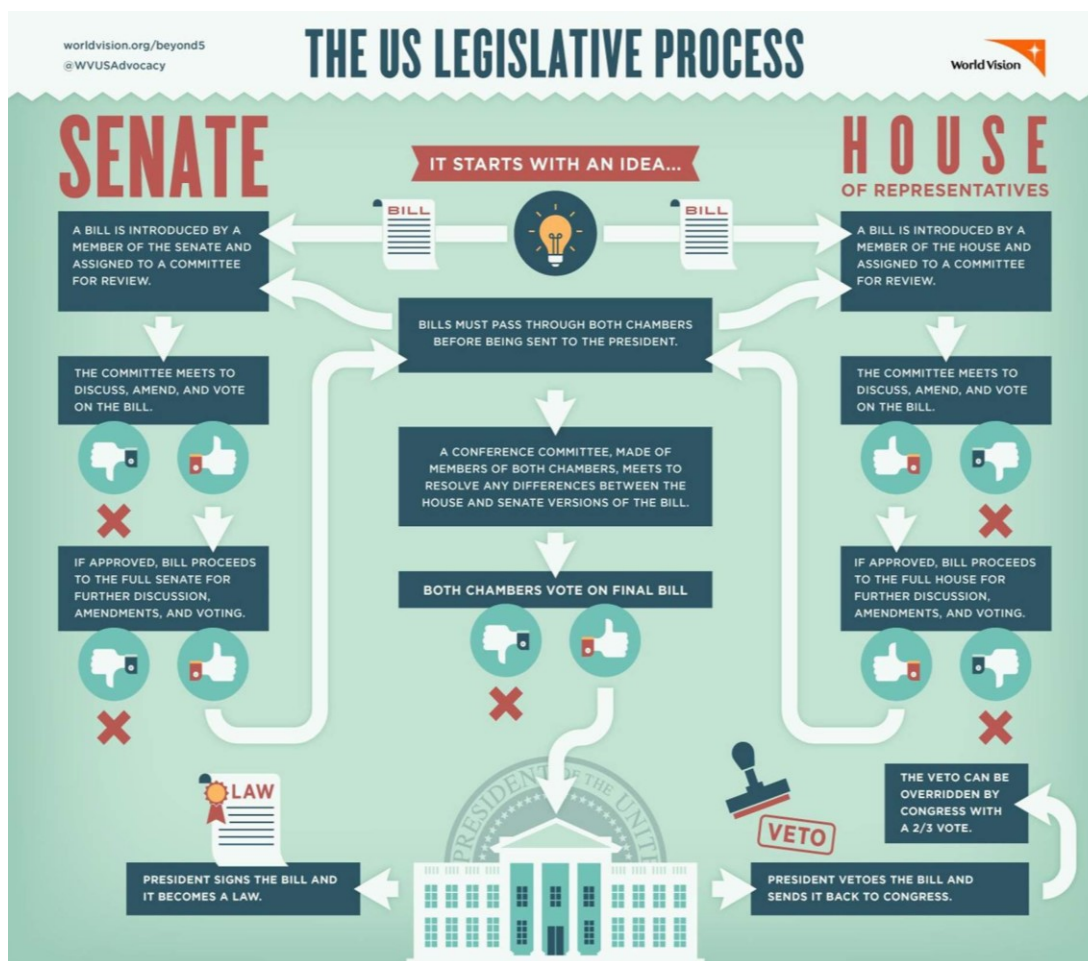 worldvision.org/beyond5
@WVUSAdvocacy
THE US LEGISLATIVE PROCESS
World Vision
SENATE
IT STARTS WITH AN IDEA...
HOUSE
OF REPRESENTATIVES
BILL
BILL
A BILL IS INTRODUCED BY A
MEMBER OF THE SENATE AND
ASSIGNED TO A COMMITTEE
FOR REVIEW.
A BILL IS INTRODUCED BY A
MEMBER OF THE HOUSE AND
ASSIGNED TO A COMMITTEE
FOR REVIEW.
BILLS MUST PASS THROUGH BOTH CHAMBERS
BEFORE BEING SENT TO THE PRESIDENT.
THE COMMITTEE MEETS TO
DISCUSS, AMEND, AND VOTE
ON THE BILL.
THE COMMITTEE MEETS TO
DISCUSS, AMEND, AND VOTE
ON THE BILL.
A CONFERENCE COMMITTEE, MADE OF
MEMBERS OF BOTH CHAMBERS, MEETS TO
RESOLVE ANY DIFFERENCES BETWEEN THE
HOUSE AND SENATE VERSIONS OF THE BILL.
IF APPROVED, BILL PROCEEDS
TO THE FULL SENATE FOR
FURTHER DISCUSSION,
AMENDMENTS, AND VOTING.
BOTH CHAMBERS VOTE ON FINAL BILL
IF APPROVED, BILL PROCEEDS
TO THE FULL HOUSE FOR
FURTHER DISCUSSION,
AMENDMENTS, AND VOTING.
LAW
PRESIDENT OF THE UNITE
VETO
THE VETO CAN BE
OVERRIDDEN BY
CONGRESS WITH
A 2/3 VOTE.
PRESIDENT SIGNS THE BILL AND
IT BECOMES A LAW.
PRESIDENT VETOES THE BILL AND
SENDS IT BACK TO CONGRESS.